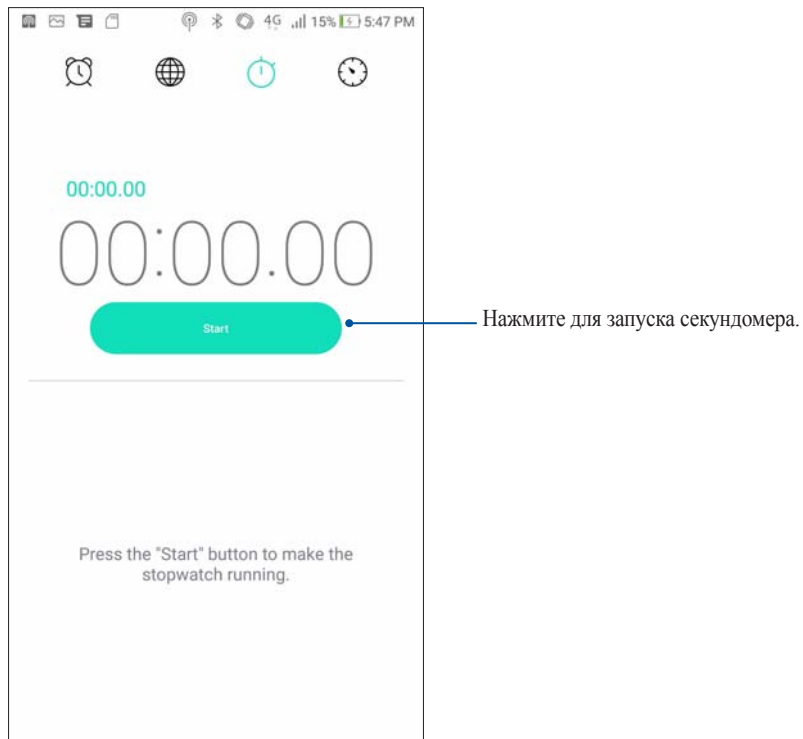 4G 15% 5:47 PM
00:00.00
00:00.00
Start
Нажмите для запуска секундомера.
Press the "Start" button to make the
stopwatch running.